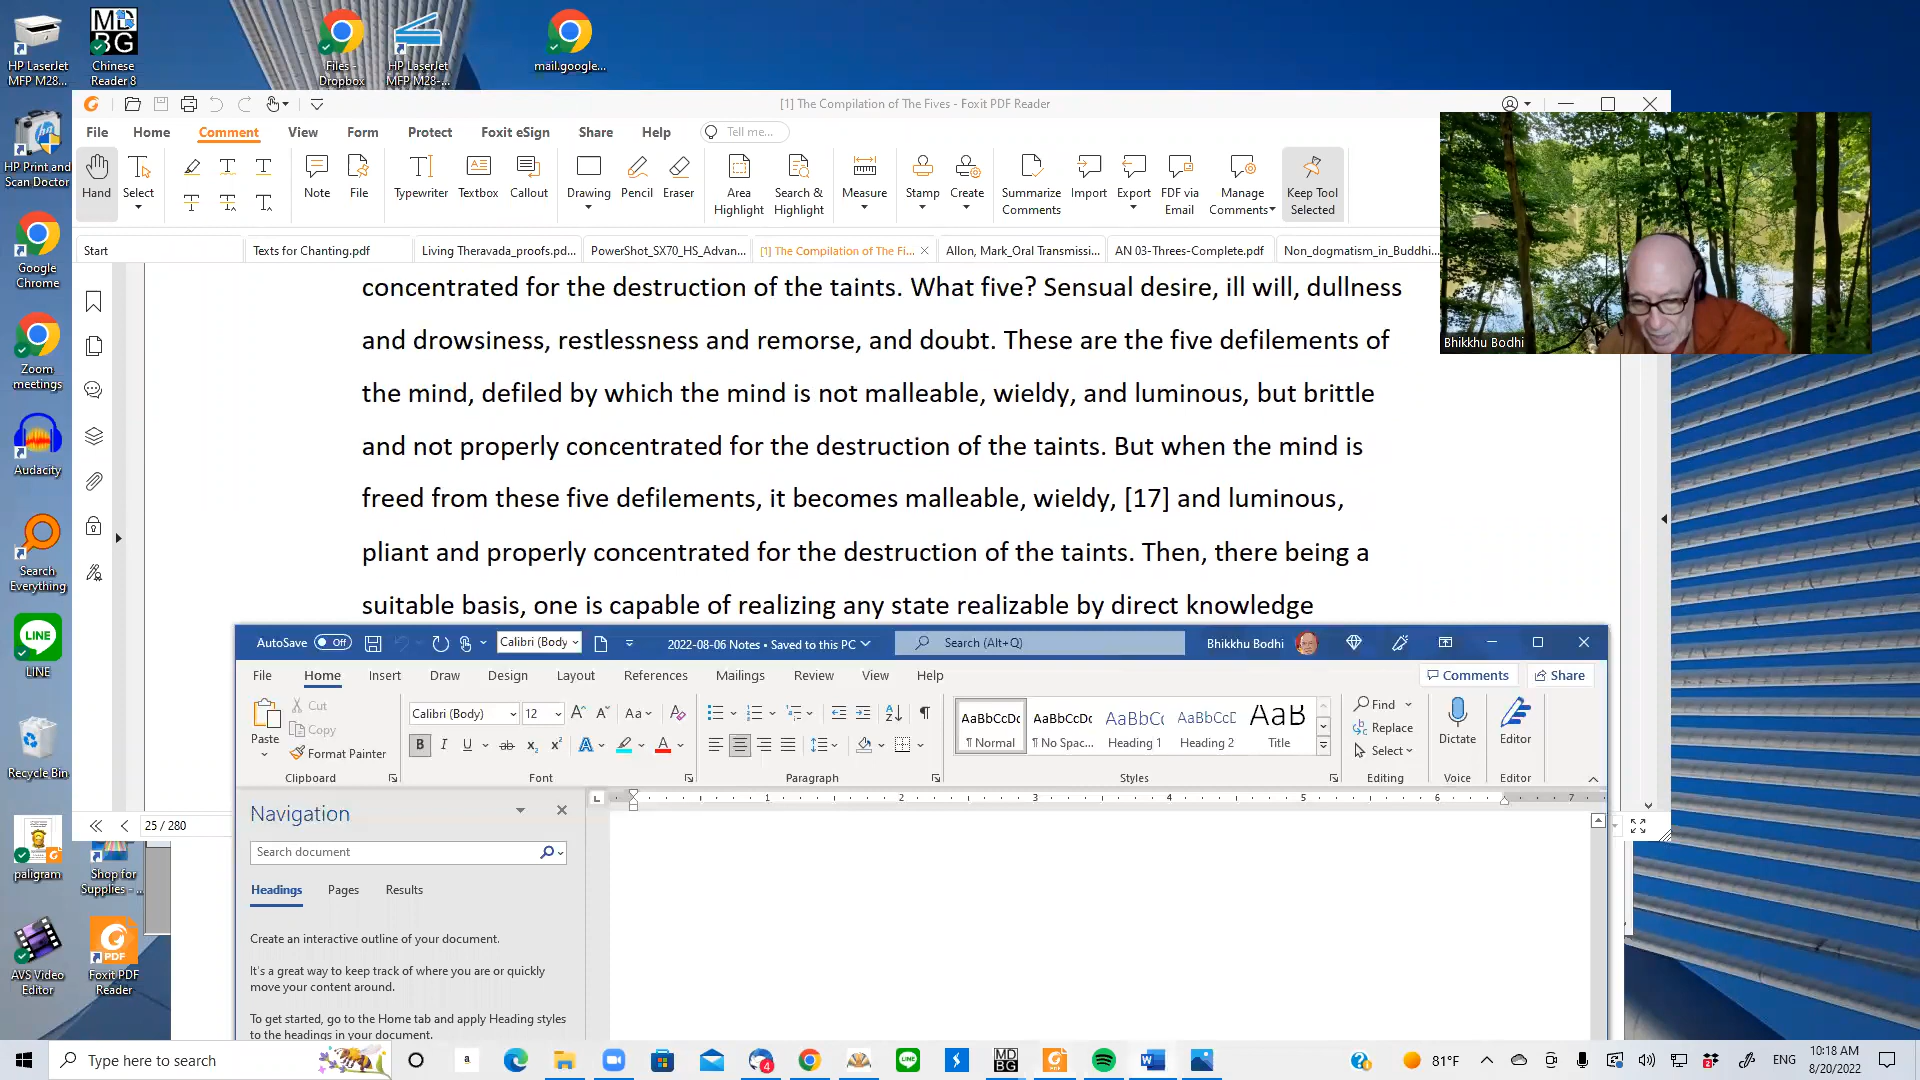 HP LaserJet
MFP M28...
Chinese
Reader 8
Files -
Dropbox
HP LaserJet
MFP M28-...
mail.google...
[1] The Compilation of The Fives - Foxit PDF Reader
File Home Comment View Form Protect Foxit eSign Share Help Tell me...
Hand Select Note File Typewriter Textbox Callout Drawing Pencil Eraser Area Highlight Search & Highlight Measure Stamp Create Summarize Comments Import Export FDF via Email Manage Comments Keep Tool Selected
Start Texts for Chanting.pdf Living Theravada_proofs.pd... PowerShot_SX70_HS_Advan... [1] The Compilation of The Fi... Allon, Mark_Oral Transmissi... AN 03-Threes-Complete.pdf Non_dogmatism_in_Buddhi...
Bhikkhu Bodhi
concentrated for the destruction of the taints. What five? Sensual desire, ill will, dullness
and drowsiness, restlessness and remorse, and doubt. These are the five defilements of
the mind, defiled by which the mind is not malleable, wieldy, and luminous, but brittle
and not properly concentrated for the destruction of the taints. But when the mind is
freed from these five defilements, it becomes malleable, wieldy, [17] and luminous,
pliant and properly concentrated for the destruction of the taints. Then, there being a
suitable basis, one is capable of realizing any state realizable by direct knowledge
HP Print and
Scan Doctor
Google
Chrome
Zoom
meetings
Audacity
Search
Everything
LINE
Recycle Bin
paligram
Shop for
Supplies - ...
AVS Video
Editor
Foxit PDF
Reader
25 / 280
AutoSave Off Calibri (Body 2022-08-06 Notes • Saved to this PC Search (Alt+Q) Bhikkhu Bodhi
File Home Insert Draw Design Layout References Mailings Review View Help Comments Share
Paste Cut Copy Format Painter
Calibri (Body) 12
AaBbCcDc AaBbCcDc AaBbCc AaBbCcD AaB
¶ Normal ¶ No Spac... Heading 1 Heading 2 Title
Find Replace Select Dictate Editor
Clipboard Font Paragraph Styles Editing Voice Editor
1 2 3 4 5 6 7
Navigation
Search document
Headings Pages Results
Create an interactive outline of your document.
It's a great way to keep track of where you are or quickly
move your content around.
To get started, go to the Home tab and apply Heading styles
to the headings in your document.
Type here to search
81°F
ENG
10:18 AM
8/20/2022